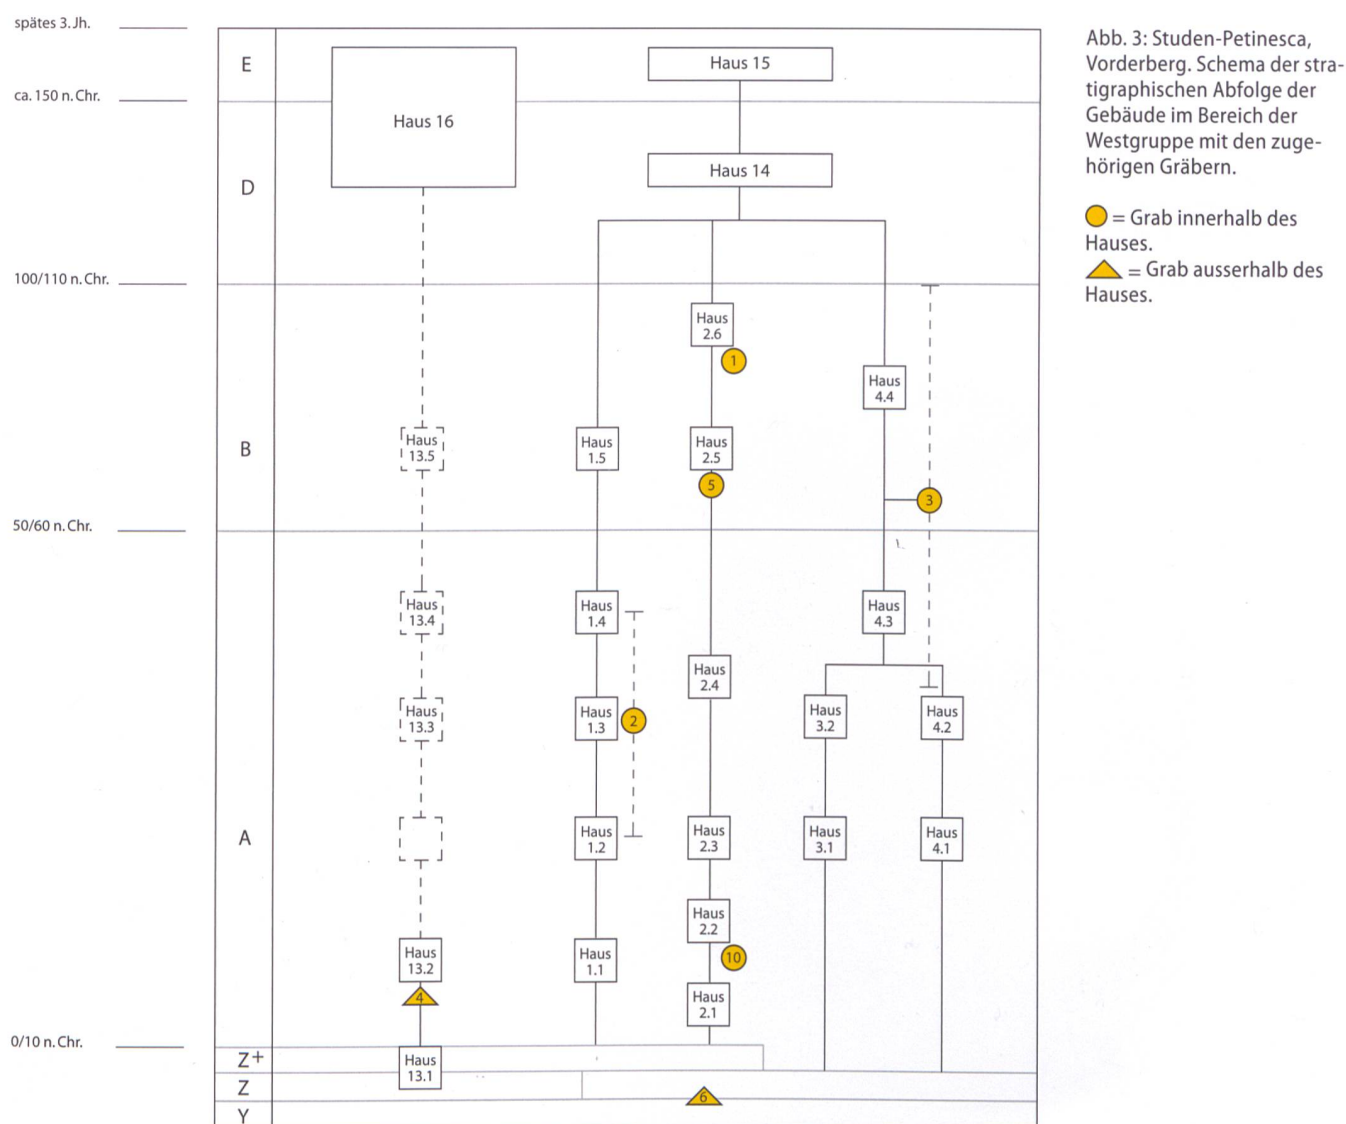 spätes 3. Jh.
E
Haus 15
Abb. 3: Studen-Petinesca,
Vorderberg. Schema der stra-
tigraphischen Abfolge der
Gebäude im Bereich der
Westgruppe mit den zuge-
hörigen Gräbern.
ca. 150 n. Chr.
Haus 16
D
Haus 14
= Grab innerhalb des
Hauses.
= Grab ausserhalb des
Hauses.
100/110 n. Chr.
Haus
2.6
1
Haus
4.4
B
Haus
13.5
Haus
1.5
Haus
2.5
5
3
50/60 n. Chr.
Haus
13.4
Haus
1.4
Haus
4.3
Haus
2.4
Haus
13.3
Haus
1.3
2
Haus
3.2
Haus
4.2
A
Haus
1.2
Haus
2.3
Haus
3.1
Haus
4.1
Haus
2.2
Haus
13.2
Haus
1.1
10
4
Haus
2.1
0/10 n. Chr.
Z+
Haus
13.1
Z
6
Y